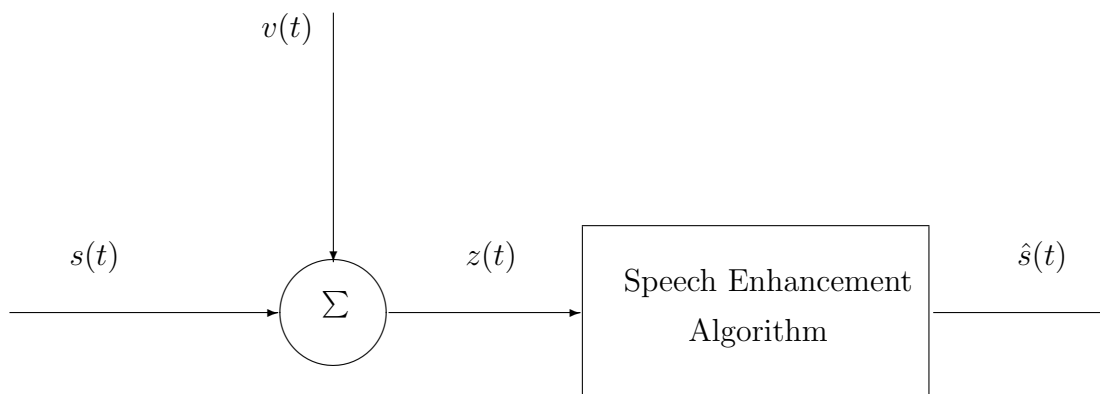 v(t)
s(t)
Σ
z(t)
Speech Enhancement
Algorithm
ŝ(t)